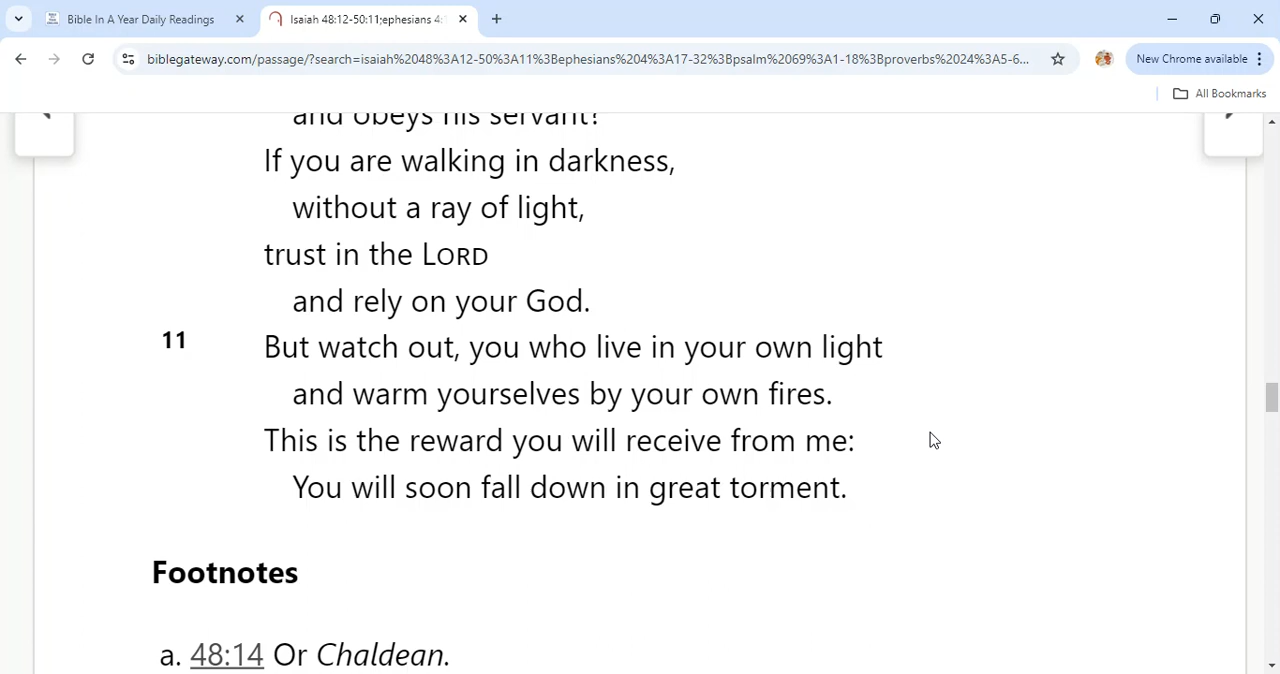 Bible In A Year Daily Readings
Isaiah 48:12-50:11;ephesians 4:
biblegateway.com/passage/?search=isaiah%2048%3A12-50%3A11%3Bephesians%204%3A17-32%3Bpsalm%2069%3A1-18%3Bproverbs%2024%3A5-6...
New Chrome available
All Bookmarks
and obeys his servant?
If you are walking in darkness,
without a ray of light,
trust in the LORD
and rely on your God.
11 But watch out, you who live in your own light
and warm yourselves by your own fires.
This is the reward you will receive from me:
You will soon fall down in great torment.
Footnotes
a. 48:14 Or Chaldean.